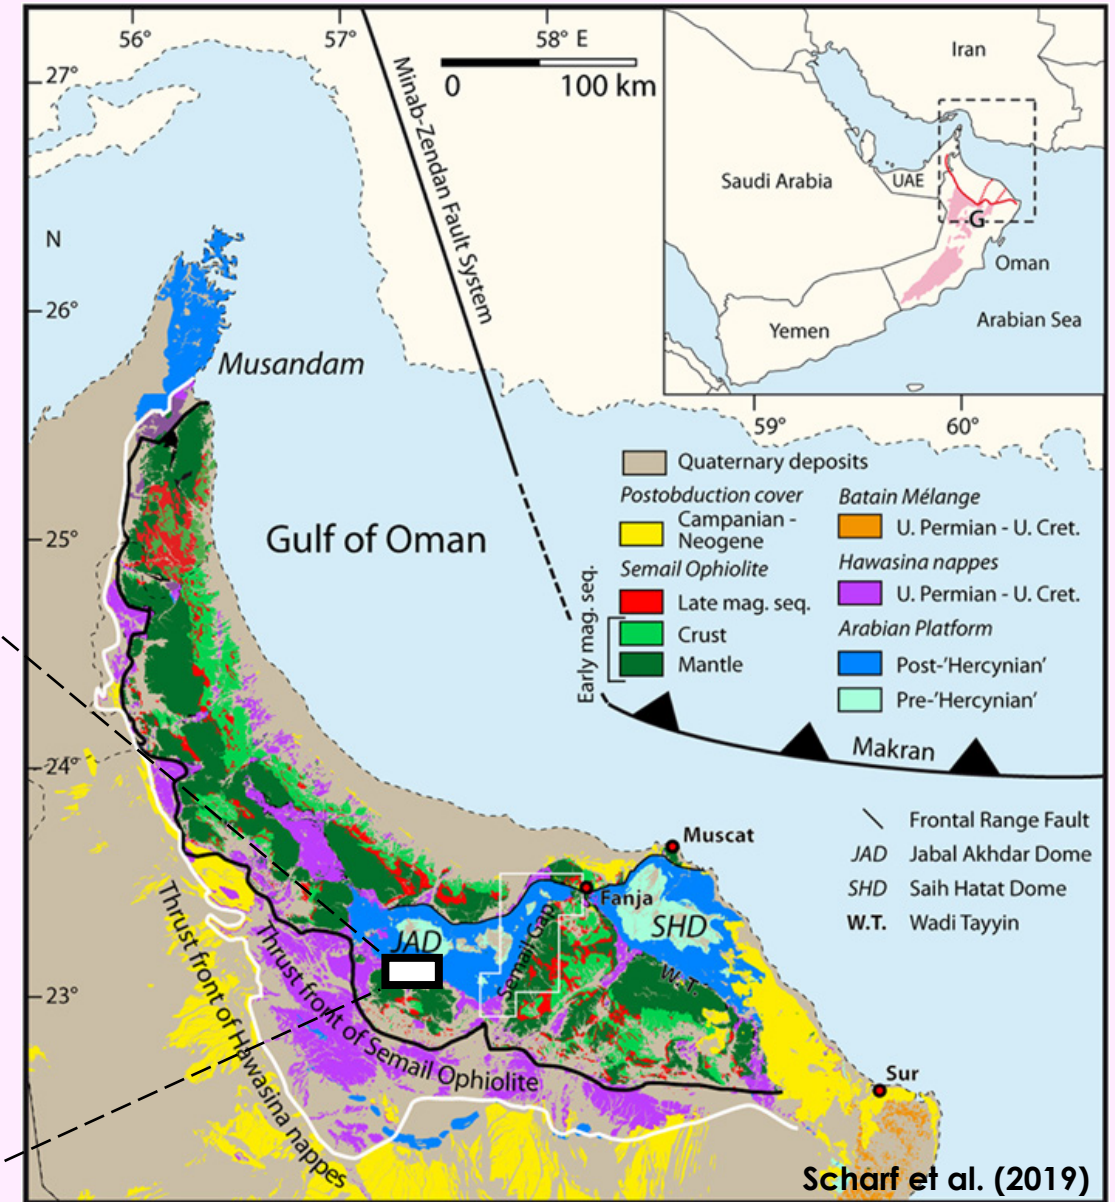 56°
57°
58° E
27°
0
100 km
N
26°
25°
24°
23°
Minab-Zendan Fault System
Musandam
Gulf of Oman
Iran
Saudi Arabia
UAE
G
Oman
Yemen
Arabian Sea
59°
60°
Quaternary deposits
Postobduction cover
Campanian -
Neogene
Semail Ophiolite
Early mag. seq.
Late mag. seq.
Crust
Mantle
Batain Mélange
U. Permian - U. Cret.
Hawasina nappes
U. Permian - U. Cret.
Arabian Platform
Post-'Hercynian'
Pre-'Hercynian'
Makran
Frontal Range Fault
JAD Jabal Akhdar Dome
SHD Saih Hatat Dome
W.T. Wadi Tayyin
Muscat
Fanja
JAD
Semail Gap
SHD
W.T.
Thrust front of Semail Ophiolite
Thrust front of Hawasina nappes
Sur
Scharf et al. (2019)